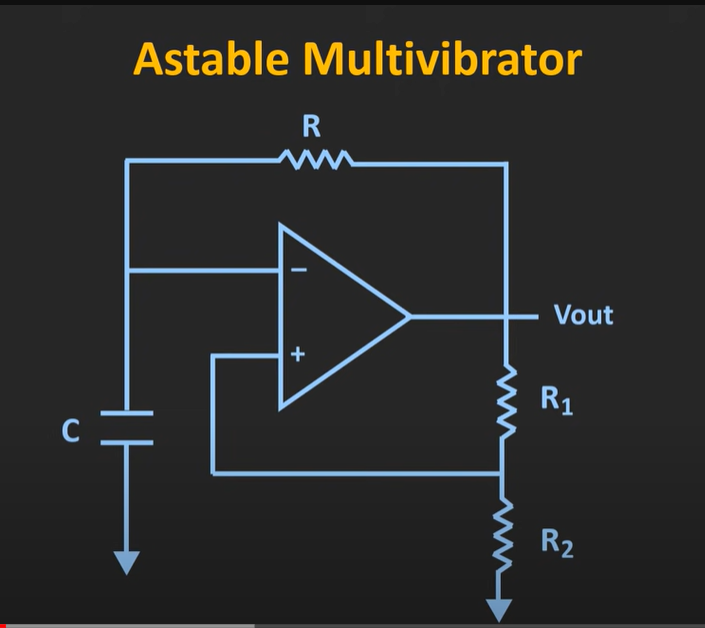 Astable Multivibrator
R
−
Vout
+
R₁
C
R₂